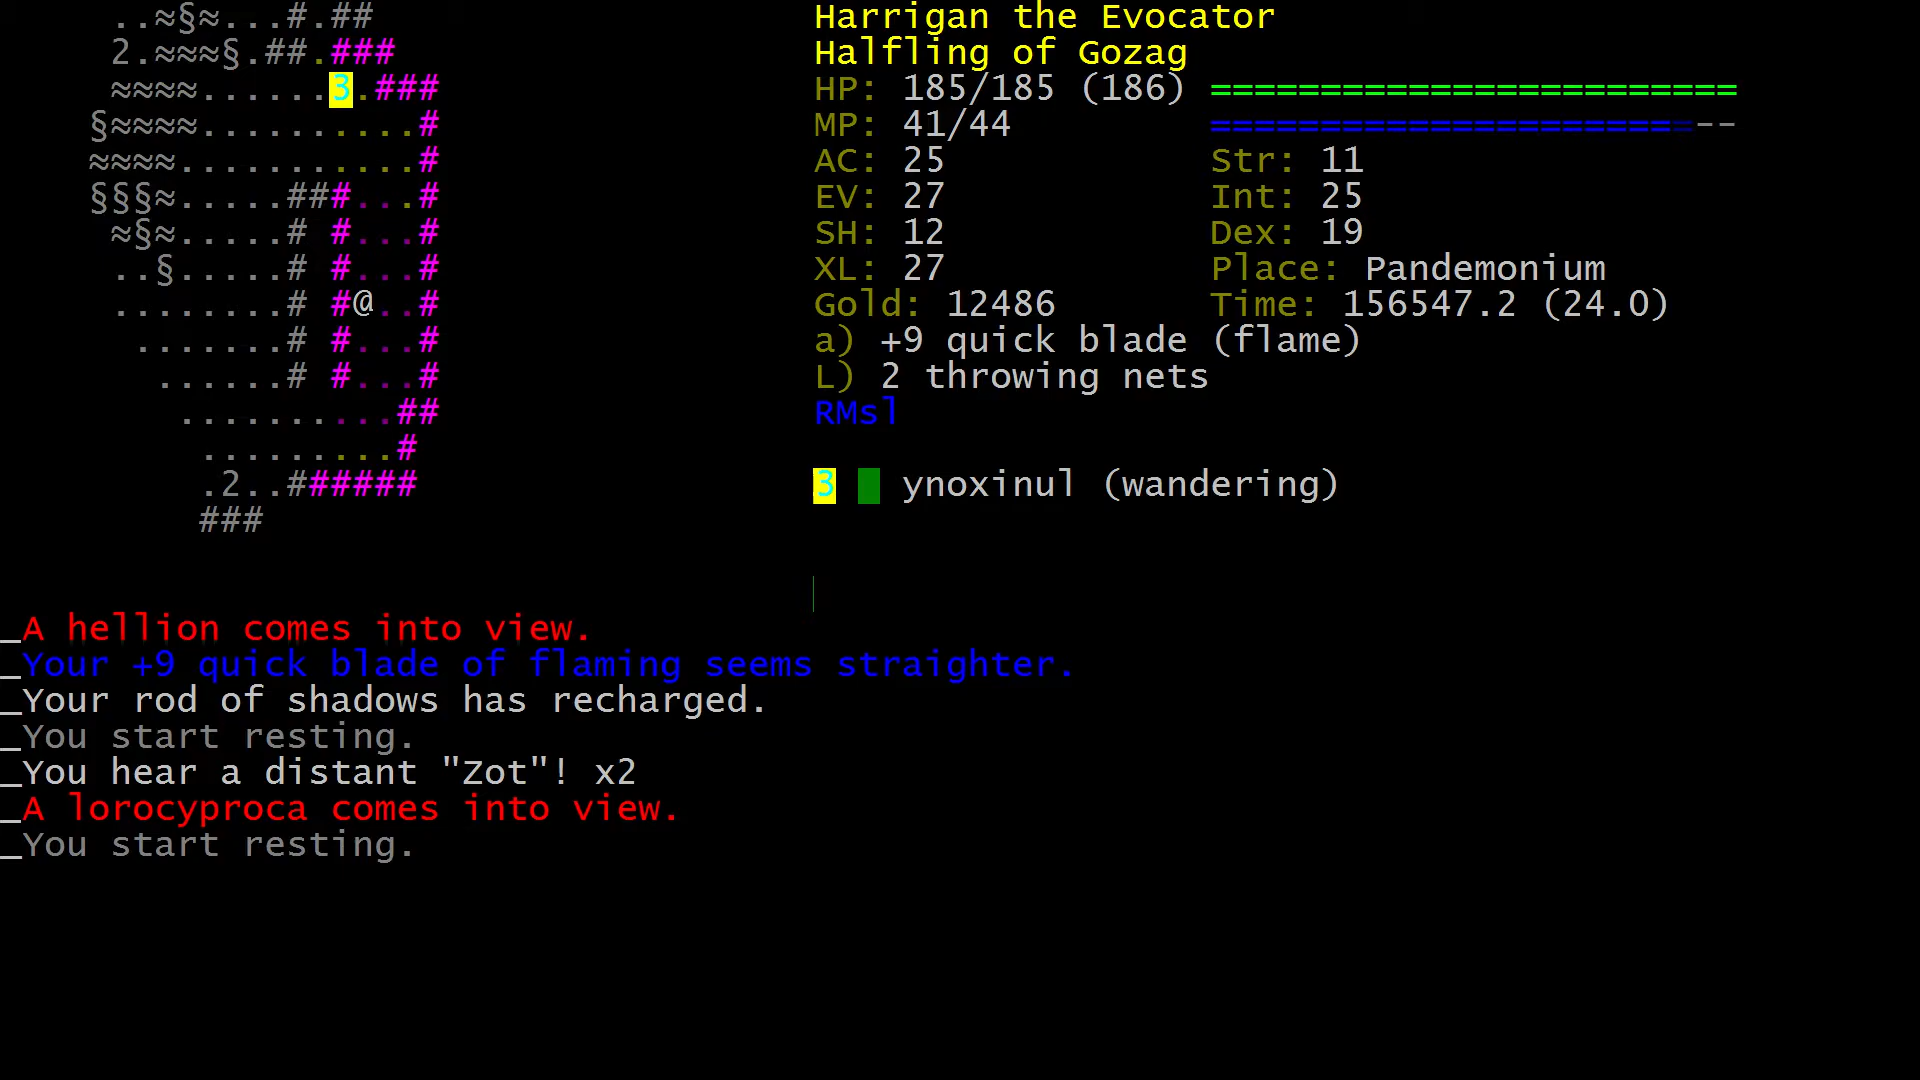 ..≈§≈...#.##
2.≈≈≈§.##.###
≈≈≈≈......3.###
§≈≈≈≈..........#
≈≈≈≈...........#
§§§≈.....###...#
≈§≈.....# #...#
..§.....# #...#
........# #@..#
.......# #...#
......# #...#
..........##
.........#
.2..######
###
Harrigan the Evocator
Halfling of Gozag
HP: 185/185 (186) ========================
MP: 41/44 ======================--
AC: 25 Str: 11
EV: 27 Int: 25
SH: 12 Dex: 19
XL: 27 Place: Pandemonium
Gold: 12486 Time: 156547.2 (24.0)
a) +9 quick blade (flame)
L) 2 throwing nets
RMsl
3 ynoxinul (wandering)
_A hellion comes into view.
_Your +9 quick blade of flaming seems straighter.
_Your rod of shadows has recharged.
_You start resting.
_You hear a distant "Zot"! x2
_A lorocyproca comes into view.
_You start resting.